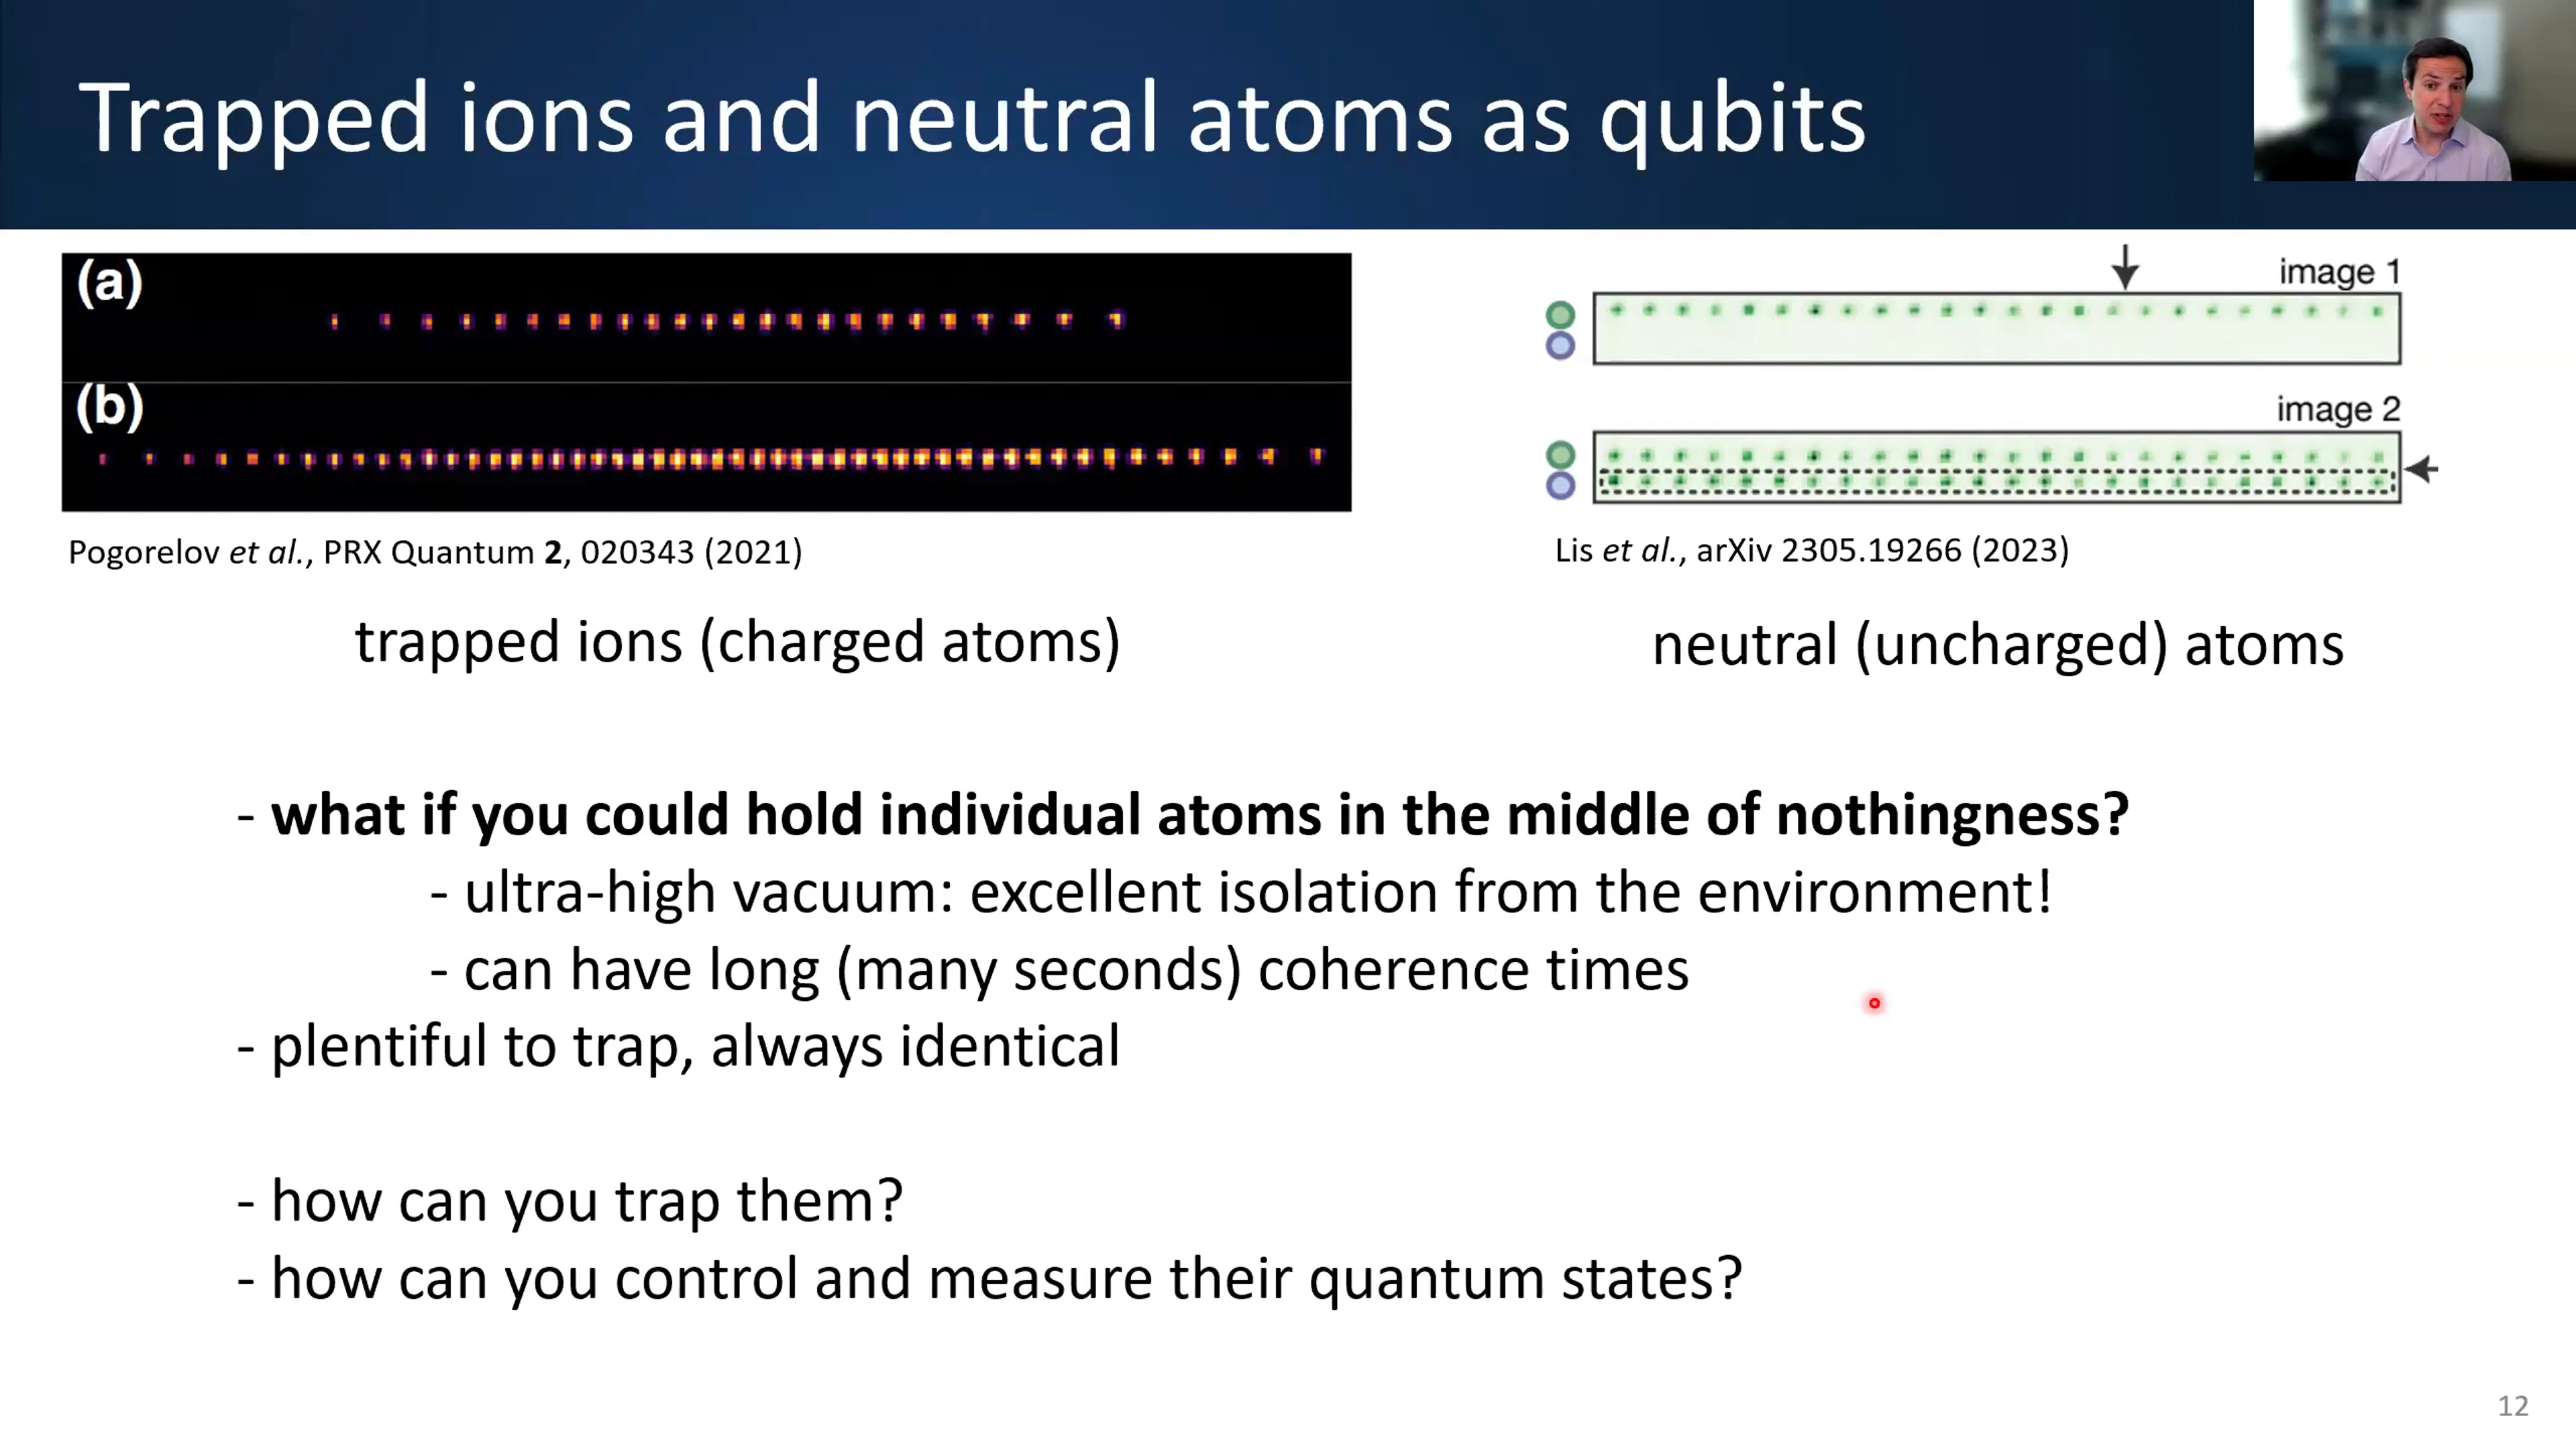 Trapped ions and neutral atoms as qubits
(a)
(b)
image 1
image 2
Pogorelov et al., PRX Quantum 2, 020343 (2021)
Lis et al., arXiv 2305.19266 (2023)
trapped ions (charged atoms)
neutral (uncharged) atoms
- what if you could hold individual atoms in the middle of nothingness?
- ultra-high vacuum: excellent isolation from the environment!
- can have long (many seconds) coherence times
- plentiful to trap, always identical
- how can you trap them?
- how can you control and measure their quantum states?
12